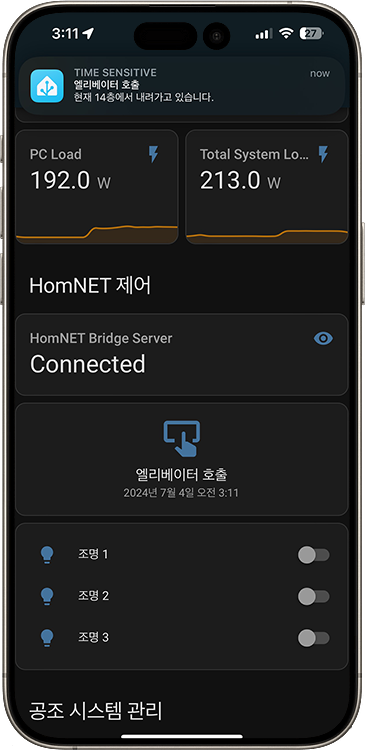 3:11
27
TIME SENSITIVE
now
엘리베이터 호출
현재 14층에서 내려가고 있습니다.
PC Load
192.0 W
Total System Lo...
213.0 W
HomNET 제어
HomNET Bridge Server
Connected
엘리베이터 호출
2024년 7월 4일 오전 3:11
조명 1
조명 2
조명 3
공조 시스템 관리